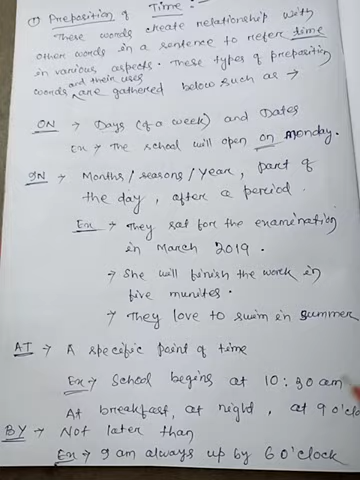 ① Preposition of Time :
These words create relationship with
other words in a sentence to refer time
in various aspects. These types of preposition
words and their uses are gathered below such as →
ON → Days (of a week) and Dates
Ex → The school will open on Monday.
IN → Months / seasons / year, part of
the day, after a period.
Ex → They sat for the examination
in March 2019.
→ She will finish the work in
five munites.
→ They love to swim in summer
AT → A specific point of time
Ex → School begins at 10:30 am
At breakfast, at night, at 9 o'clo
BY → Not later than
Ex → I am always up by 6 o'clock